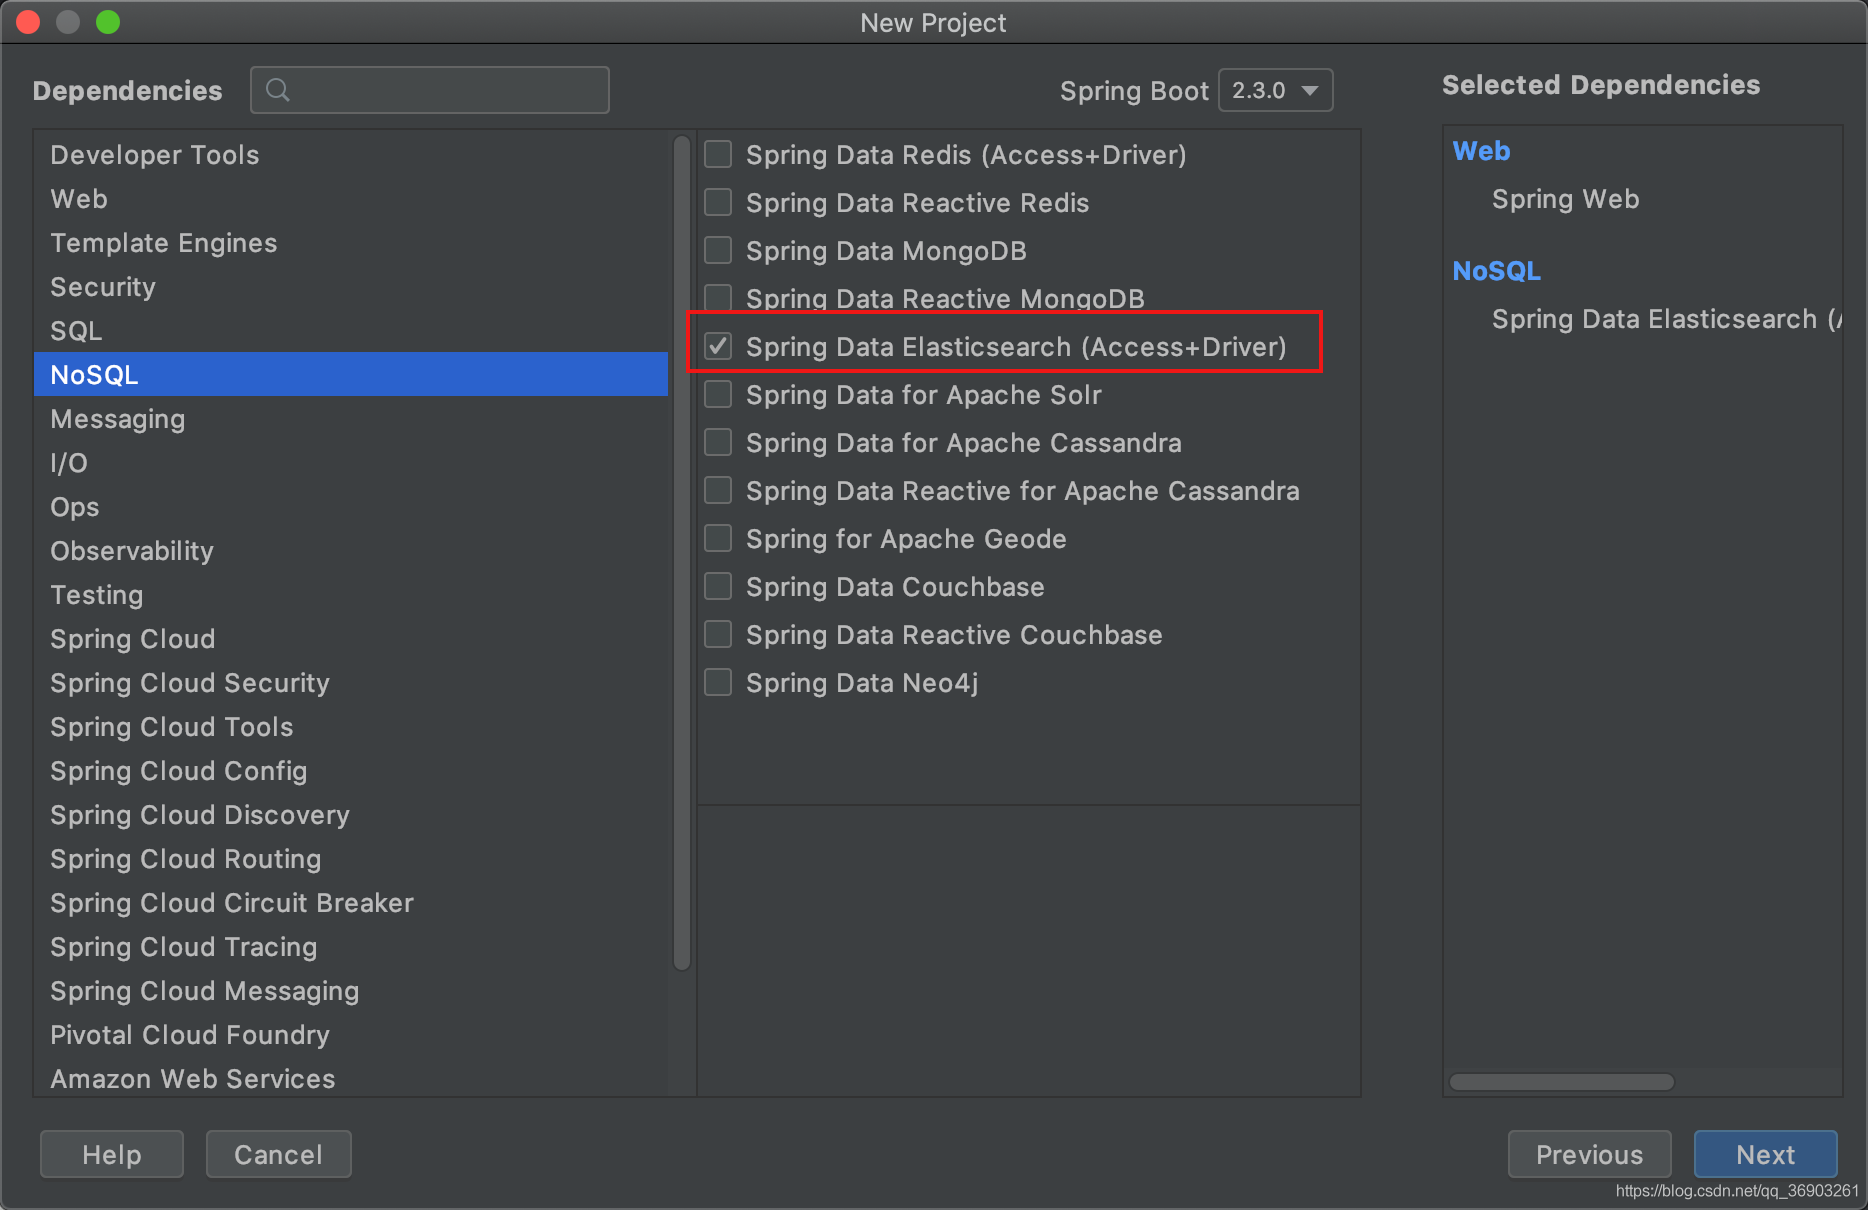 New Project
Dependencies
Spring Boot 2.3.0
Selected Dependencies
Developer Tools
Web
Template Engines
Security
SQL
NoSQL
Messaging
I/O
Ops
Observability
Testing
Spring Cloud
Spring Cloud Security
Spring Cloud Tools
Spring Cloud Config
Spring Cloud Discovery
Spring Cloud Routing
Spring Cloud Circuit Breaker
Spring Cloud Tracing
Spring Cloud Messaging
Pivotal Cloud Foundry
Amazon Web Services
Spring Data Redis (Access+Driver)
Spring Data Reactive Redis
Spring Data MongoDB
Spring Data Reactive MongoDB
Spring Data Elasticsearch (Access+Driver)
Spring Data for Apache Solr
Spring Data for Apache Cassandra
Spring Data Reactive for Apache Cassandra
Spring for Apache Geode
Spring Data Couchbase
Spring Data Reactive Couchbase
Spring Data Neo4j
Web
Spring Web
NoSQL
Spring Data Elasticsearch (A
Help
Cancel
Previous
Next
https://blog.csdn.net/qq_36903261